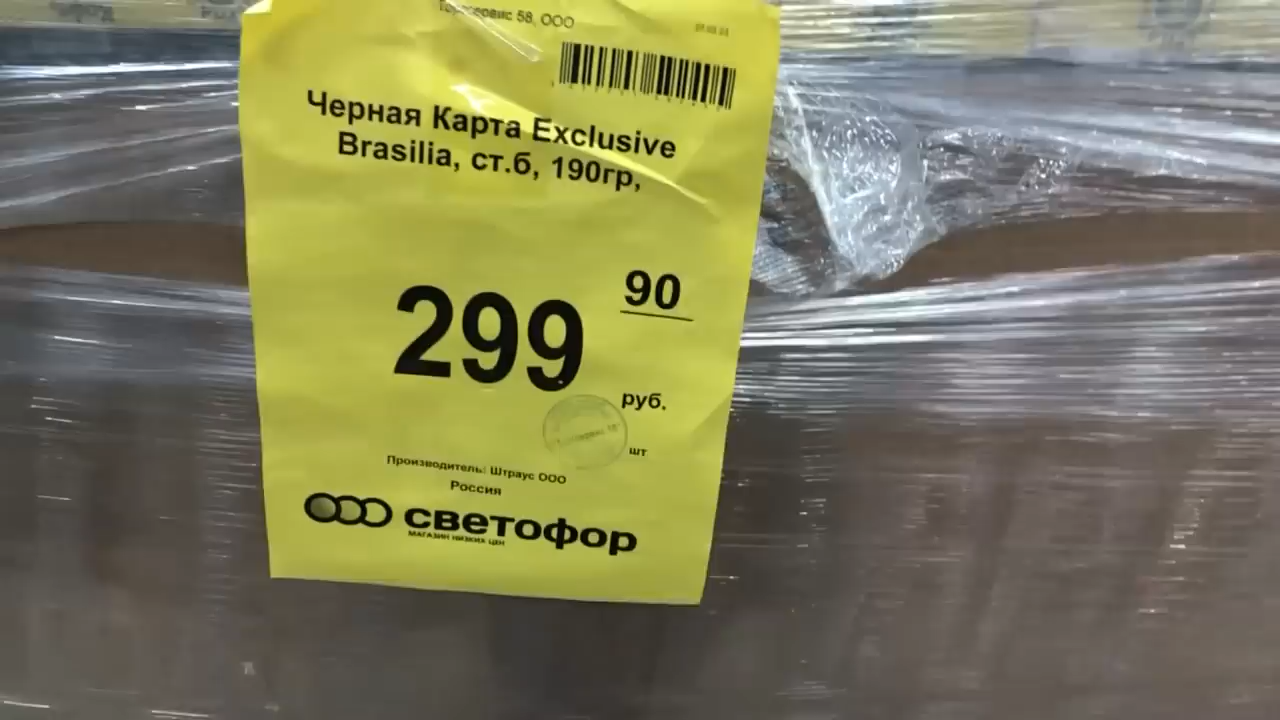 Торгсервис 58, ООО
Черная Карта Exclusive
Brasilia, ст.б, 190гр,
299 90
руб.
шт
Производитель: Штраус ООО
Россия
светофор
МАГАЗИН НИЗКИХ ЦЕН